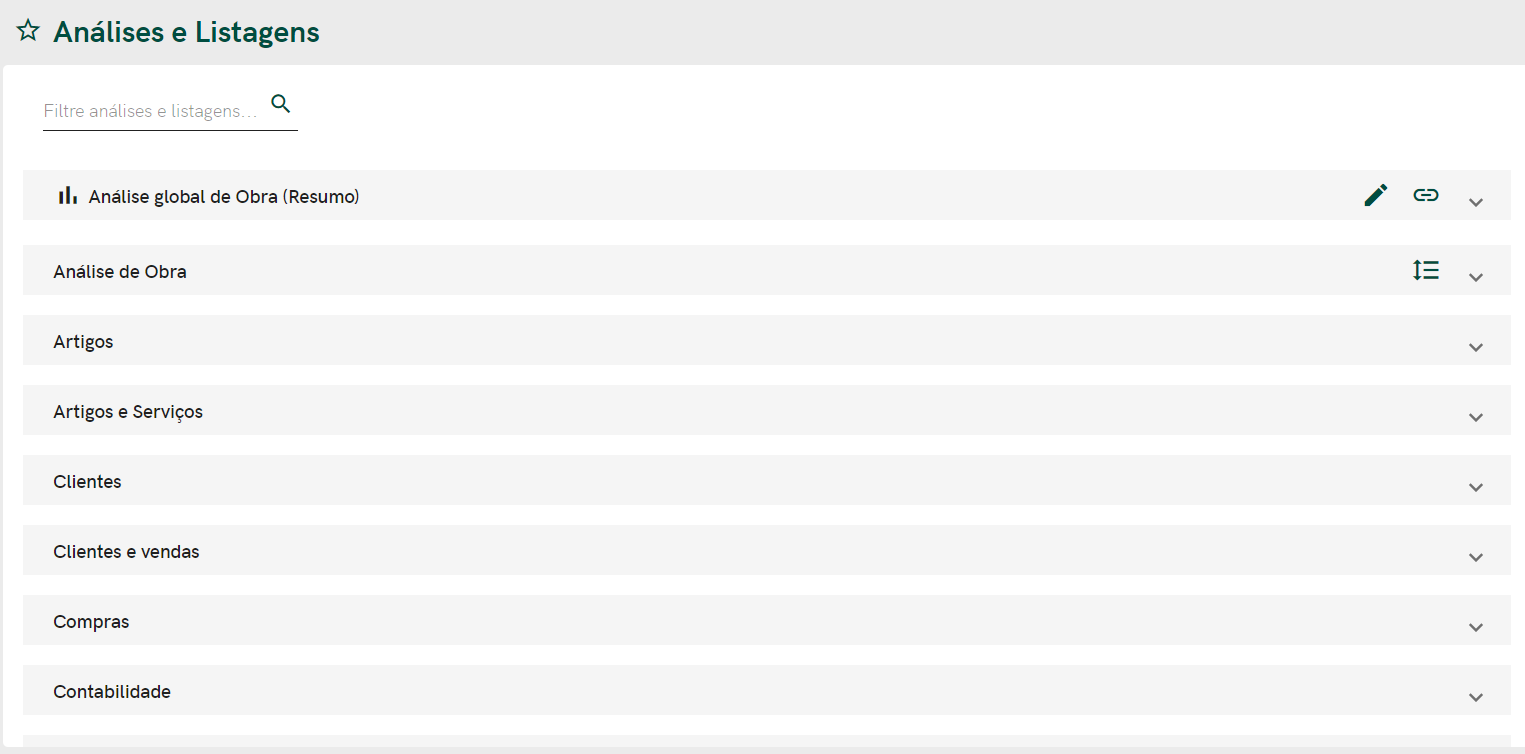 Análises e Listagens
Filtre análises e listagens...
Análise global de Obra (Resumo)
Análise de Obra
Artigos
Artigos e Serviços
Clientes
Clientes e vendas
Compras
Contabilidade